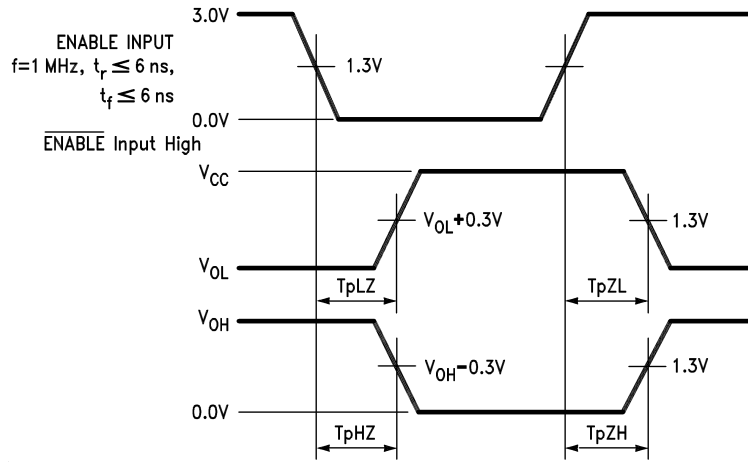 3.0V
ENABLE INPUT
f=1 MHz, tr ≤ 6 ns,
tf ≤ 6 ns
1.3V
0.0V
ENABLE Input High
VCC
VOL+0.3V
1.3V
VOL
TpLZ
TpZL
VOH
VOH−0.3V
1.3V
0.0V
TpHZ
TpZH